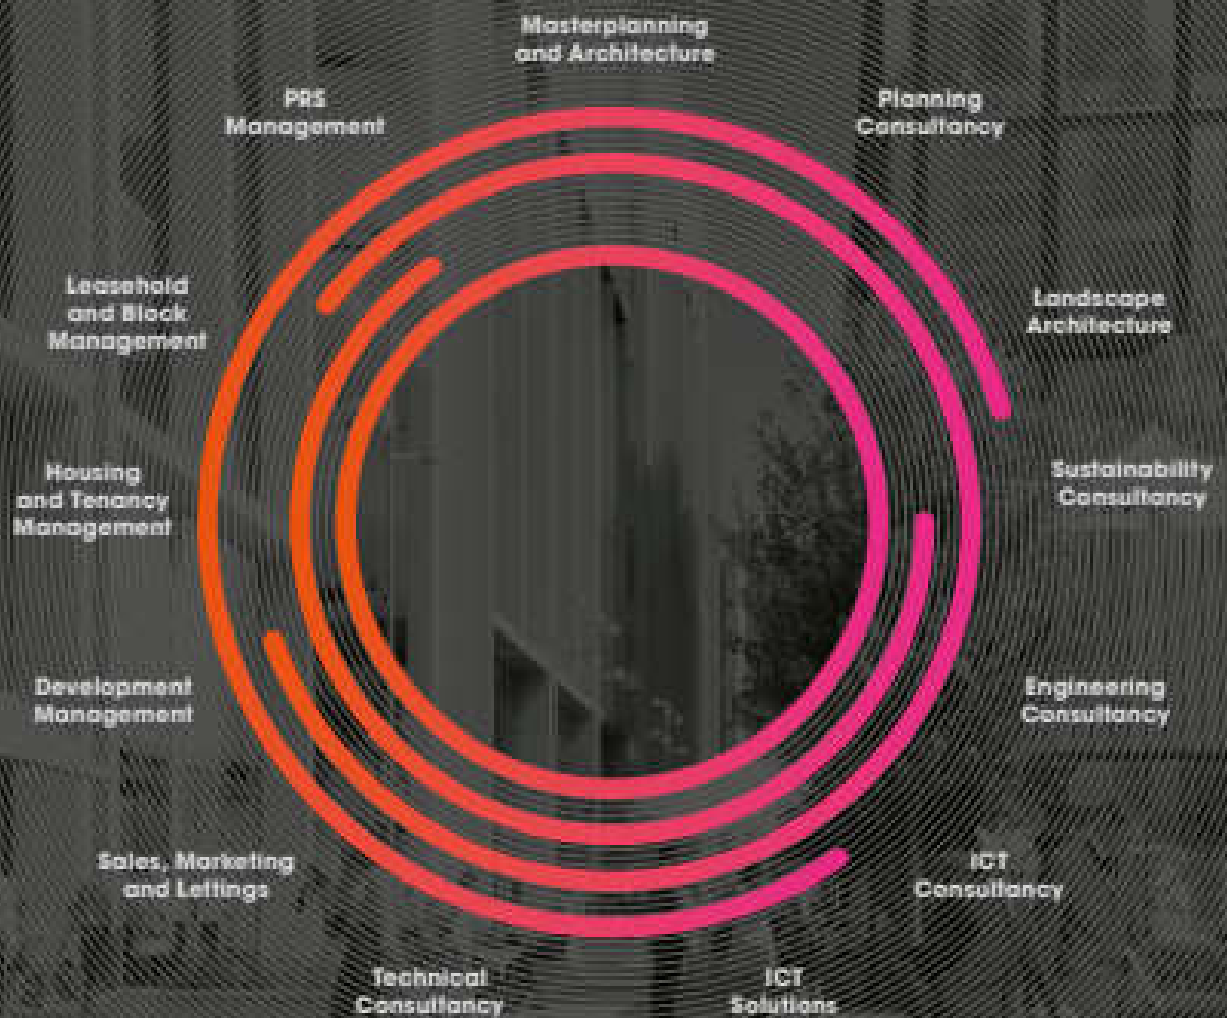 Masterplanning
and Architecture
PRS
Management
Planning
Consultancy
Leasehold
and Block
Management
Landscape
Architecture
Housing
and Tenancy
Management
Sustainability
Consultancy
Development
Management
Engineering
Consultancy
Sales, Marketing
and Lettings
ICT
Consultancy
Technical
Consultancy
ICT
Solutions